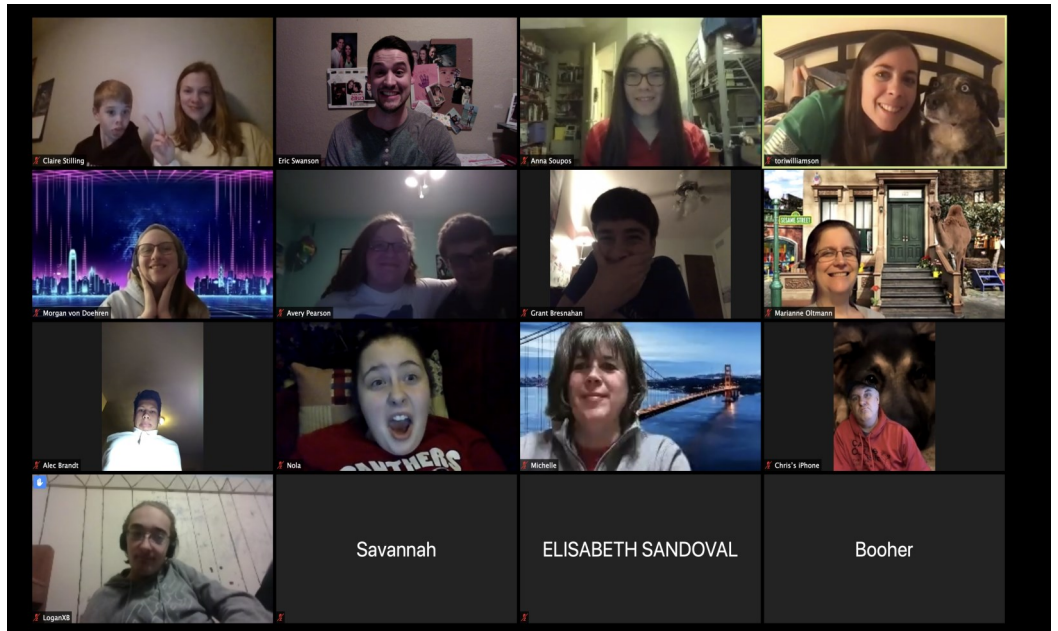 Claire Stilling
Eric Swanson
Anna Soupos
toriwilliamson
Morgan von Doehren
Avery Pearson
Grant Bresnahan
SESAME STREET
Marianne Oltmann
Alec Brandt
PANTHERS
Nola
Michelle
Chris's iPhone
LoganXB
Savannah
ELISABETH SANDOVAL
Booher